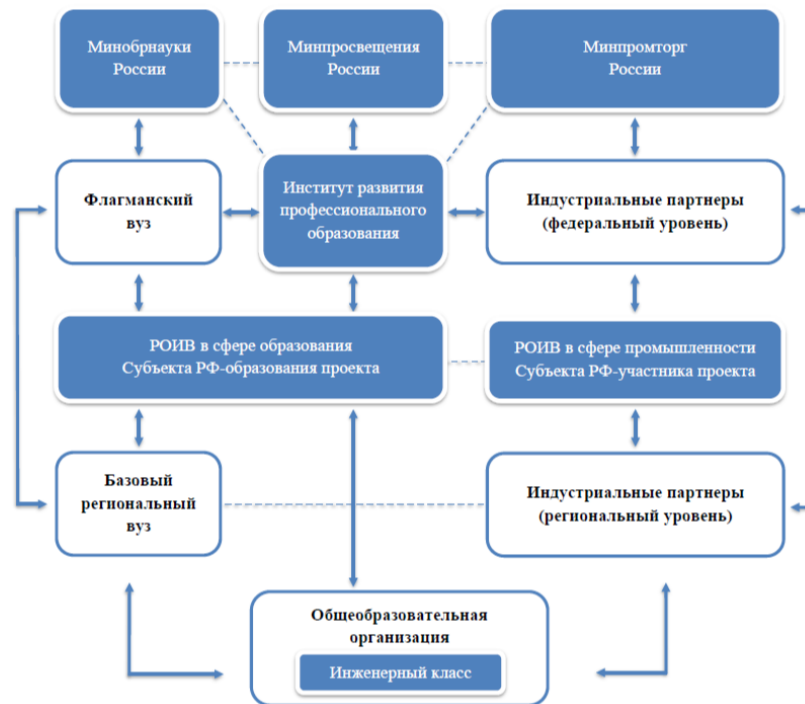 Минобрнауки
России
Минпросвещения
России
Минпромторг
России
Флагманский
вуз
Институт развития
профессионального
образования
Индустриальные партнеры
(федеральный уровень)
РОИВ в сфере образования
Субъекта РФ-образования проекта
РОИВ в сфере промышленности
Субъекта РФ-участника проекта
Базовый
региональный
вуз
Индустриальные партнеры
(региональный уровень)
Общеобразовательная
организация
Инженерный класс